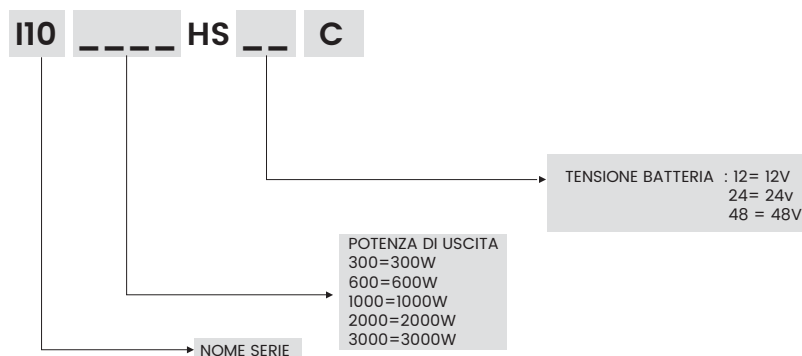 I10 _ _ _ _ HS _ _ C
TENSIONE BATTERIA : 12= 12V
24= 24v
48 = 48V
POTENZA DI USCITA
300=300W
600=600W
1000=1000W
2000=2000W
3000=3000W
NOME SERIE